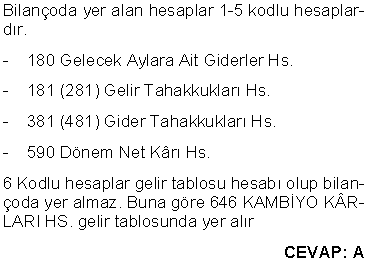 Bilançoda yer alan hesaplar 1-5 kodlu hesaplar-
dır.
- 180 Gelecek Aylara Ait Giderler Hs.
- 181 (281) Gelir Tahakkukları Hs.
- 381 (481) Gider Tahakkukları Hs.
- 590 Dönem Net Kârı Hs.
6 Kodlu hesaplar gelir tablosu hesabı olup bilan-
çoda yer almaz. Buna göre 646 KAMBİYO KÂR-
LARI HS. gelir tablosunda yer alır
CEVAP: A